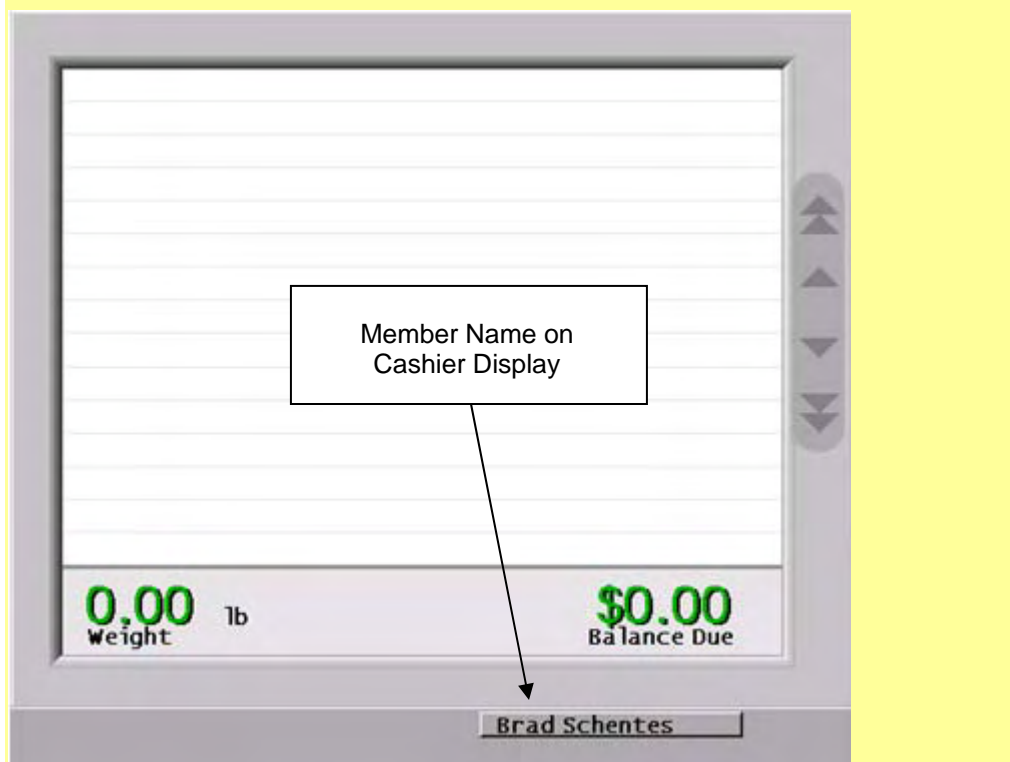 Member Name on
Cashier Display
0.00 lb $0.00
Weight Balance Due
Brad Schentes